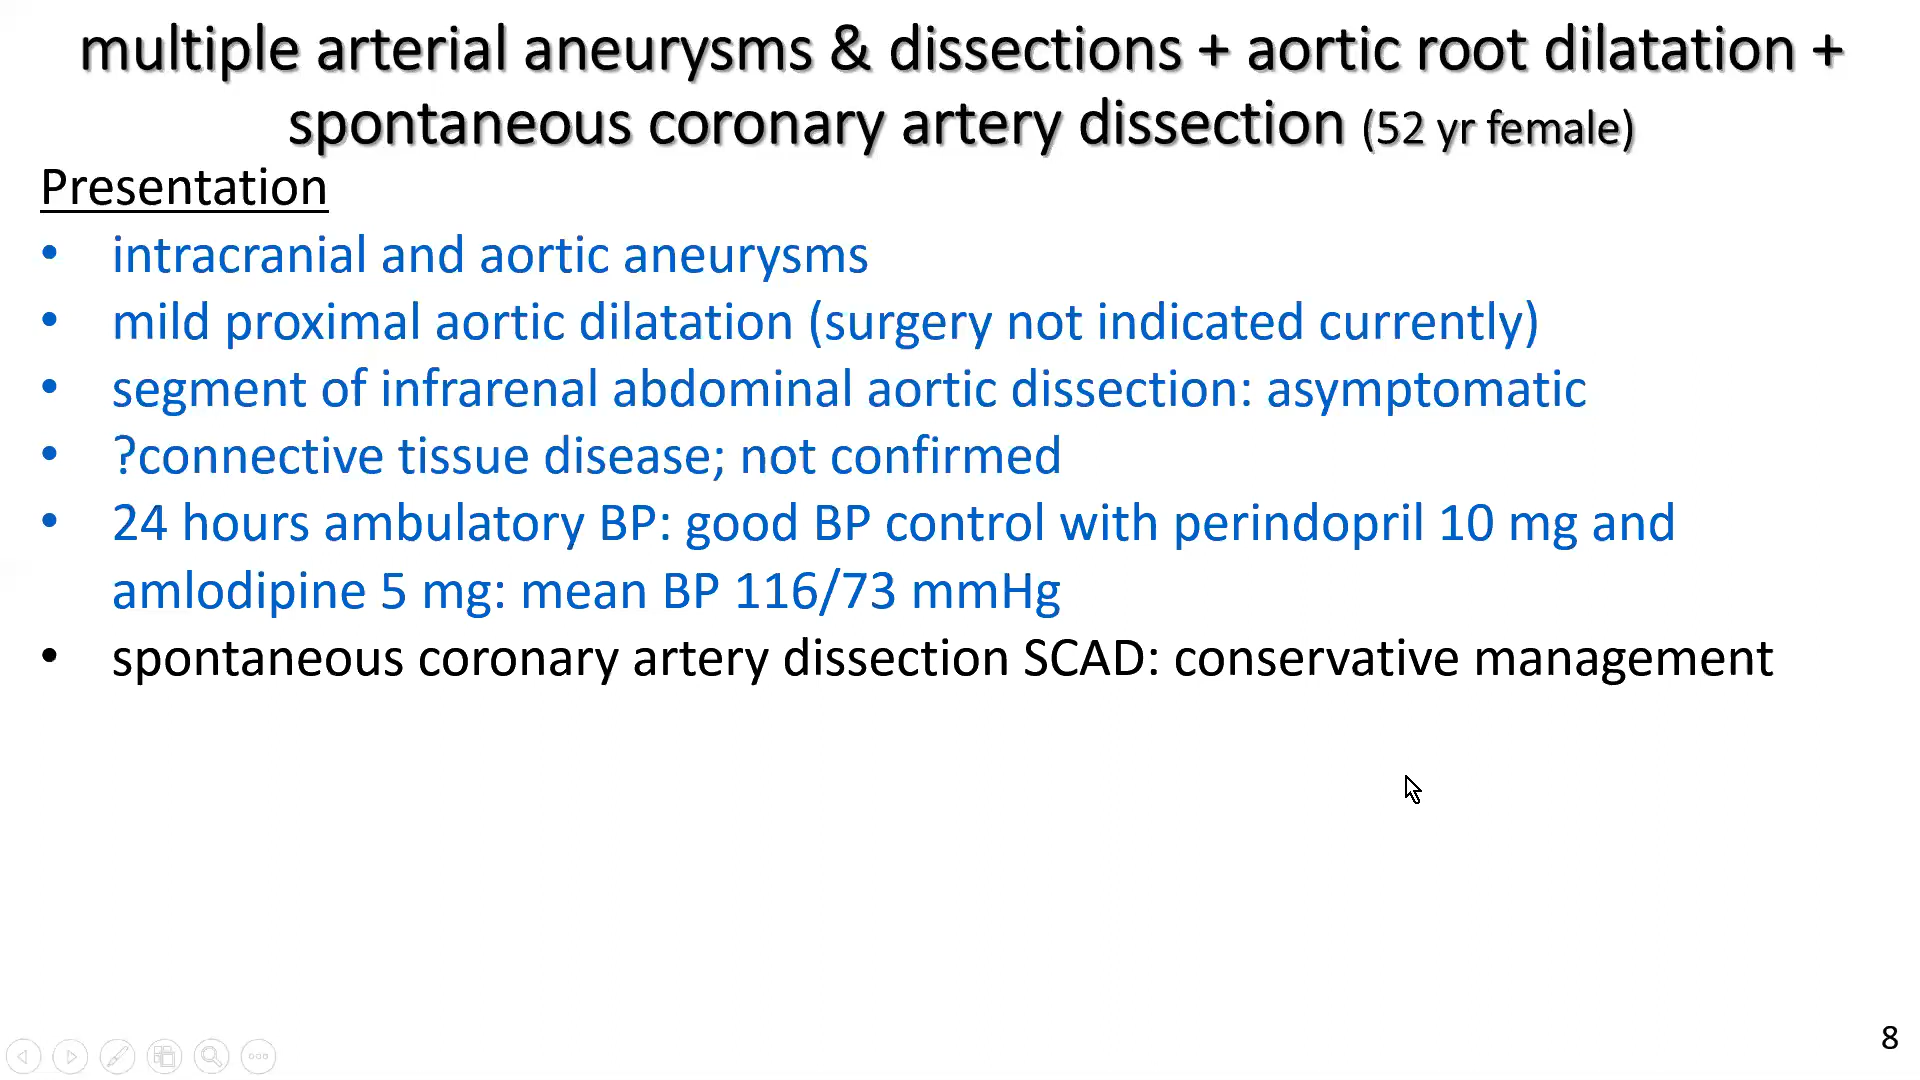 multiple arterial aneurysms & dissections + aortic root dilatation +
spontaneous coronary artery dissection (52 yr female)
Presentation
• intracranial and aortic aneurysms
• mild proximal aortic dilatation (surgery not indicated currently)
• segment of infrarenal abdominal aortic dissection: asymptomatic
• ?connective tissue disease; not confirmed
• 24 hours ambulatory BP: good BP control with perindopril 10 mg and
amlodipine 5 mg: mean BP 116/73 mmHg
• spontaneous coronary artery dissection SCAD: conservative management
8